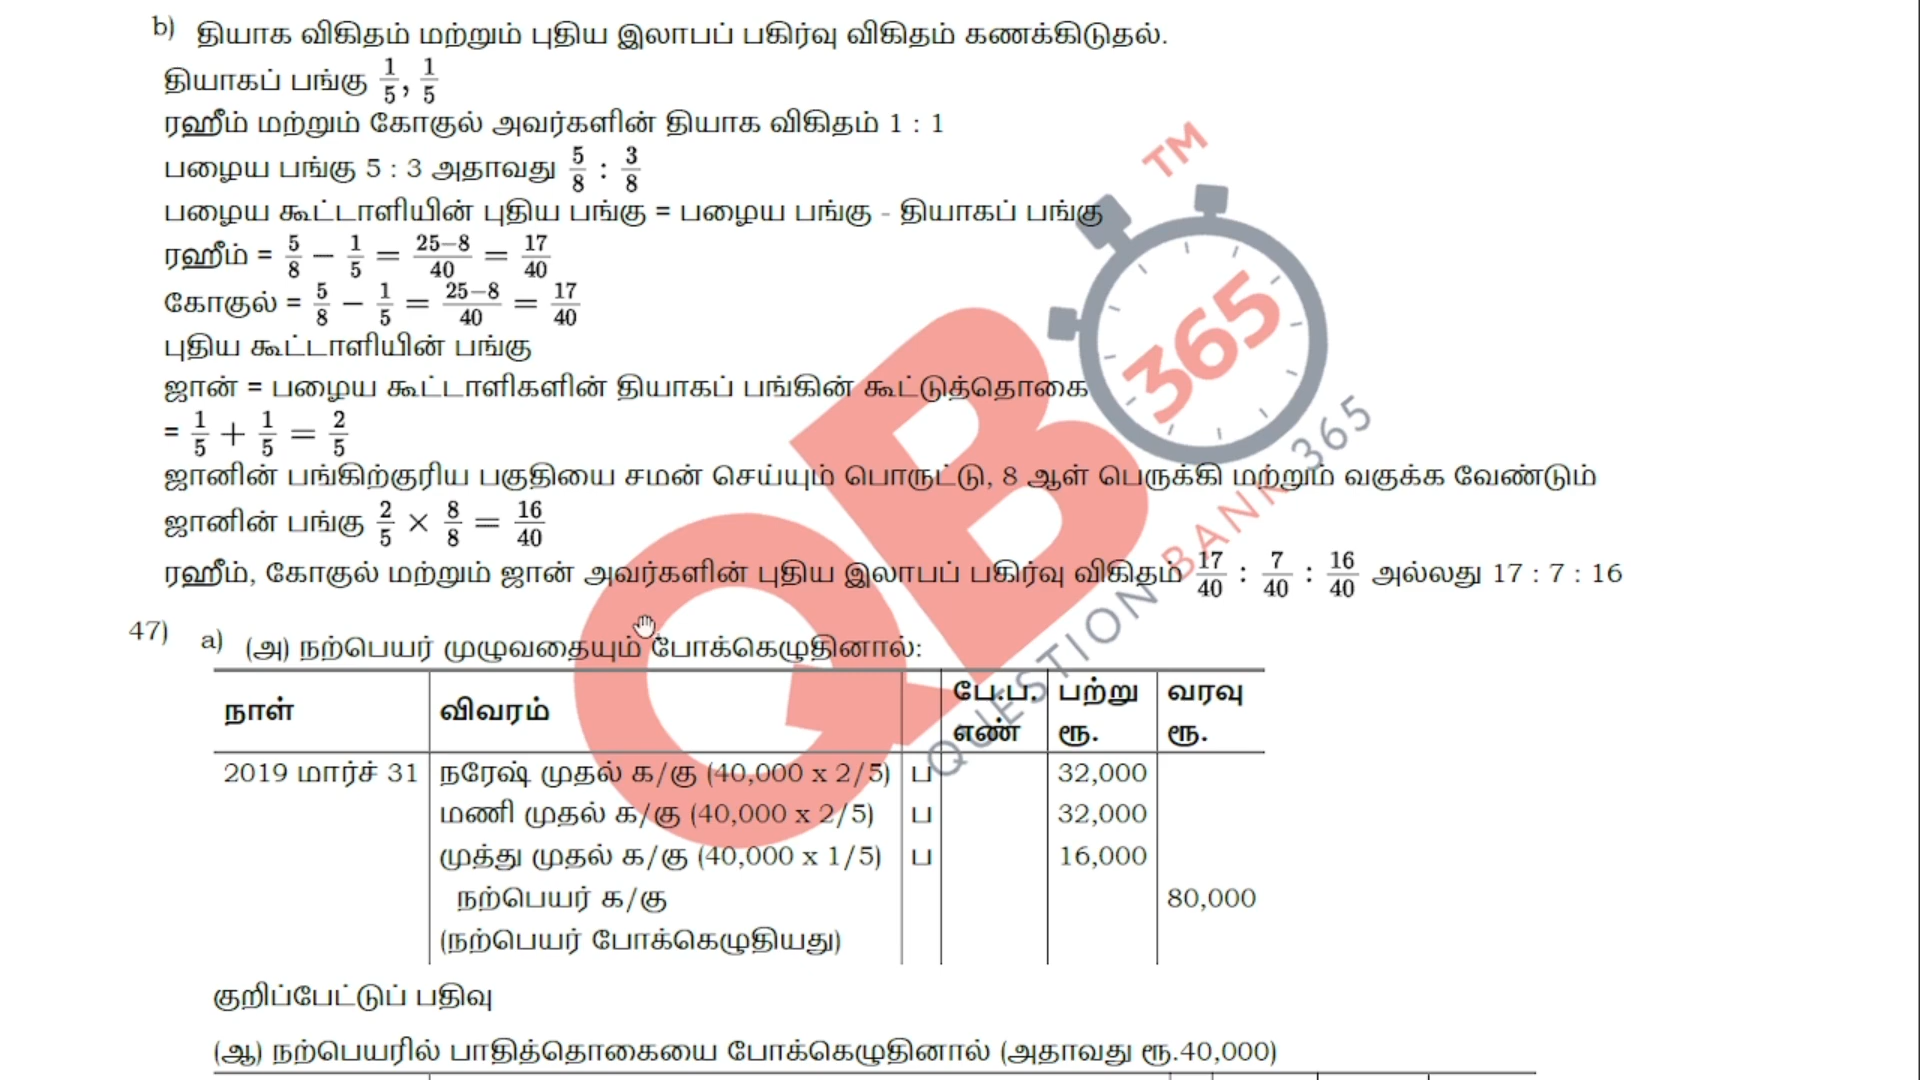 b) தியாக விகிதம் மற்றும் புதிய இலாபப் பகிர்வு விகிதம் கணக்கிடுதல்.
தியாகப் பங்கு 1/5, 1/5
ரஹீம் மற்றும் கோகுல் அவர்களின் தியாக விகிதம் 1 : 1
பழைய பங்கு 5 : 3 அதாவது 5/8 : 3/8
பழைய கூட்டாளியின் புதிய பங்கு = பழைய பங்கு - தியாகப் பங்கு
ரஹீம் = 5/8 − 1/5 = 25−8/40 = 17/40
கோகுல் = 5/8 − 1/5 = 25−8/40 = 17/40
புதிய கூட்டாளியின் பங்கு
ஜான் = பழைய கூட்டாளிகளின் தியாகப் பங்கின் கூட்டுத்தொகை
= 1/5 + 1/5 = 2/5
ஜானின் பங்கிற்குரிய பகுதியை சமன் செய்யும் பொருட்டு, 8 ஆள் பெருக்கி மற்றும் வகுக்க வேண்டும்
ஜானின் பங்கு 2/5 × 8/8 = 16/40
ரஹீம், கோகுல் மற்றும் ஜான் அவர்களின் புதிய இலாபப் பகிர்வு விகிதம் 17/40 : 7/40 : 16/40 அல்லது 17 : 7 : 16
47) a) (அ) நற்பெயர் முழுவதையும் போக்கெழுதினால்:
நாள் விவரம் பே.ப. எண் பற்று ரூ. வரவு ரூ.
2019 மார்ச் 31 நரேஷ் முதல் க/கு (40,000 x 2/5) ப 32,000
மணி முதல் க/கு (40,000 x 2/5) ப 32,000
முத்து முதல் க/கு (40,000 x 1/5) ப 16,000
நற்பெயர் க/கு 80,000
(நற்பெயர் போக்கெழுதியது)
குறிப்பேட்டுப் பதிவு
(ஆ) நற்பெயரில் பாதித்தொகையை போக்கெழுதினால் (அதாவது ரூ.40,000)
QB
365
TM
QUESTION BANK 365